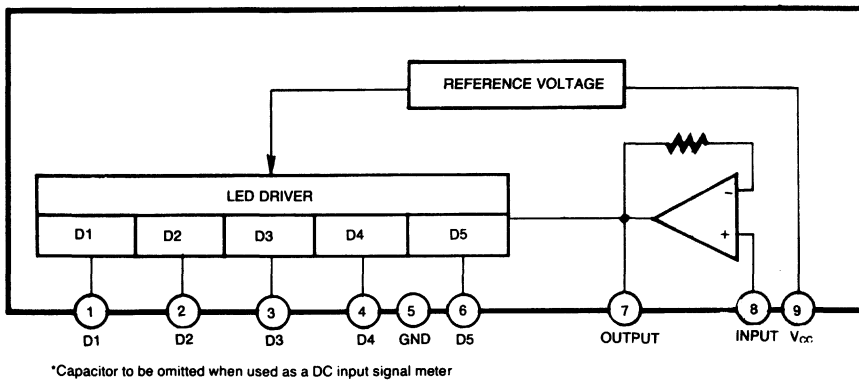 REFERENCE VOLTAGE
LED DRIVER
D1 D2 D3 D4 D5
− +
1 2 3 4 5 6 7 8 9
D1 D2 D3 D4 GND D5 OUTPUT INPUT VCC
*Capacitor to be omitted when used as a DC input signal meter